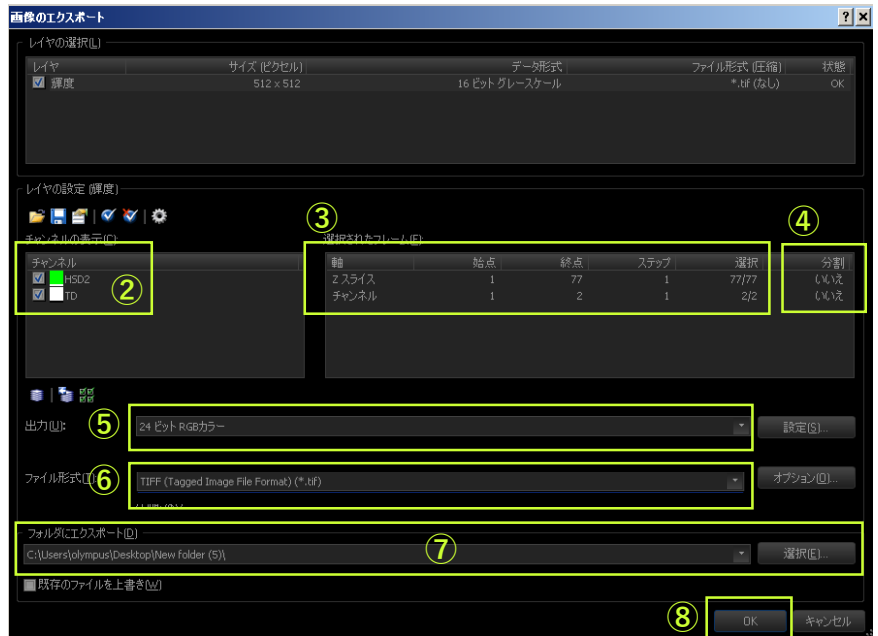 画像のエクスポート
レイヤの選択(L)
レイヤ サイズ (ピクセル) データ形式 ファイル形式 (圧縮) 状態
輝度 512 x 512 16 ビット グレースケール *.tif (なし) OK
レイヤの設定 (輝度)
③ ④
チャンネルの表示(C): 選択されたフレーム(F):
チャンネル 軸 始点 終点 ステップ 選択 分割
HSD2 ② Z スライス 1 77 1 77/77 いいえ
TD チャンネル 1 2 1 2/2 いいえ
出力(U): ⑤ 24 ビット RGBカラー 設定(S)...
ファイル形式(T): ⑥ TIFF (Tagged Image File Format) (*.tif) オプション(O)...
フォルダにエクスポート(D)
C:\Users\olympus\Desktop\New folder (5)\ ⑦ 選択(E)...
既存のファイルを上書き(W)
⑧ OK キャンセル